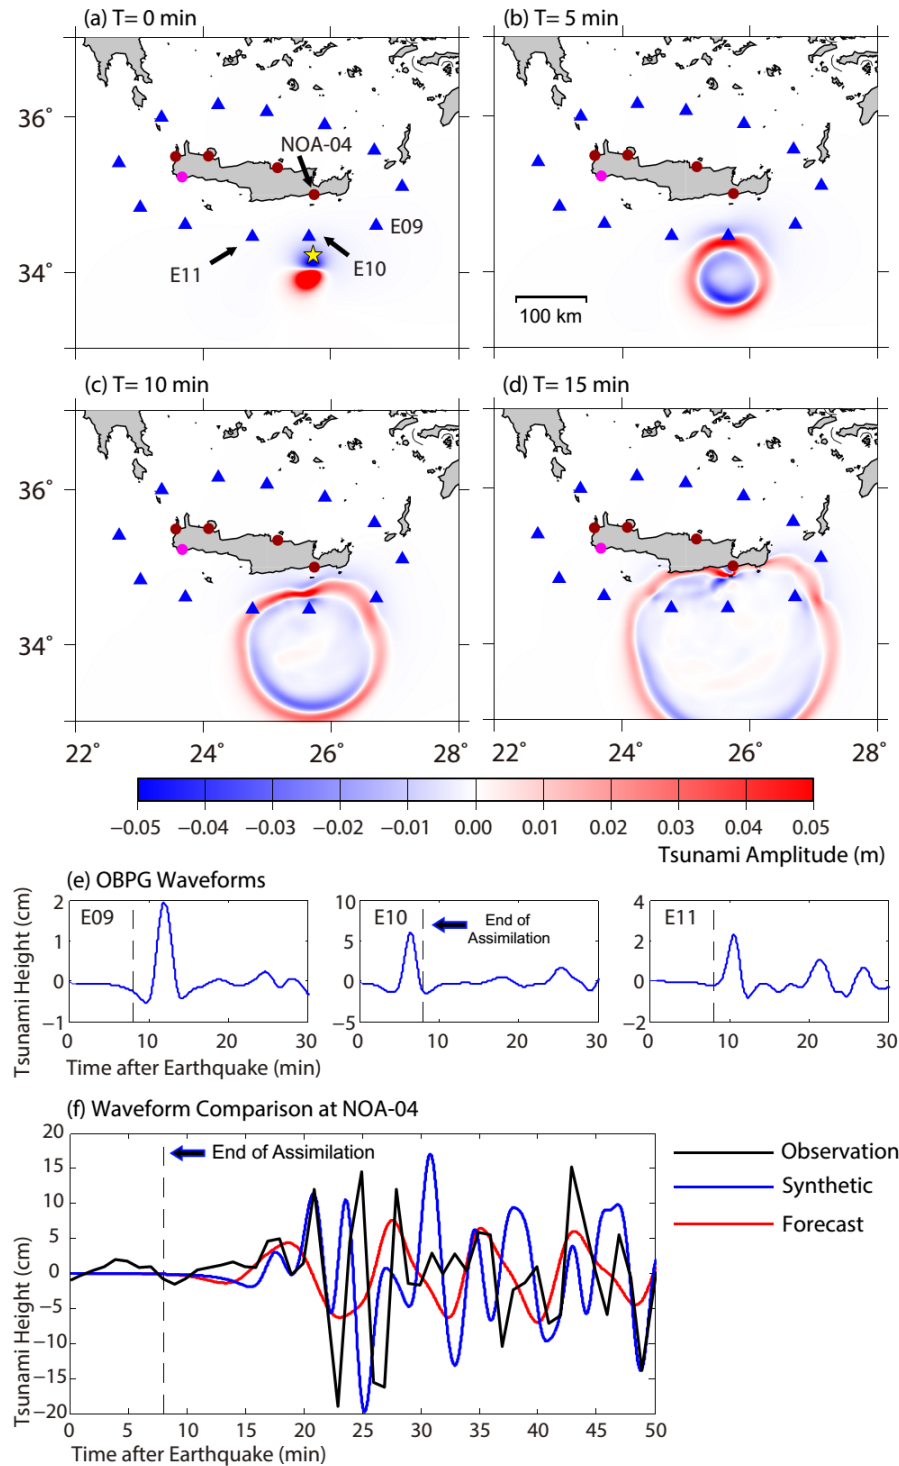 (a) T= 0 min
(b) T= 5 min
36°
34°
NOA-04
E09
E11
E10
24
26
28
24
26
28
100 km
(c) T= 10 min
(d) T= 15 min
36°
34°
22°
24°
26°
28°
22°
24°
26°
28°
−0.05 −0.04 −0.03 −0.02 −0.01 0.00 0.01 0.02 0.03 0.04 0.05
Tsunami Amplitude (m)
(e) OBPG Waveforms
Tsunami Height (cm)
2
1
0
−1
E09
0 10 20 30
10
5
0
−5
E10
End of
Assimilation
0 10 20 30
4
2
0
−2
E11
0 10 20 30
Time after Earthquake (min)
(f) Waveform Comparison at NOA-04
Tsunami Height (cm)
20
15
10
5
0
−5
−10
−15
−20
End of Assimilation
Observation
Synthetic
Forecast
0 5 10 15 20 25 30 35 40 45 50
Time after Earthquake (min)